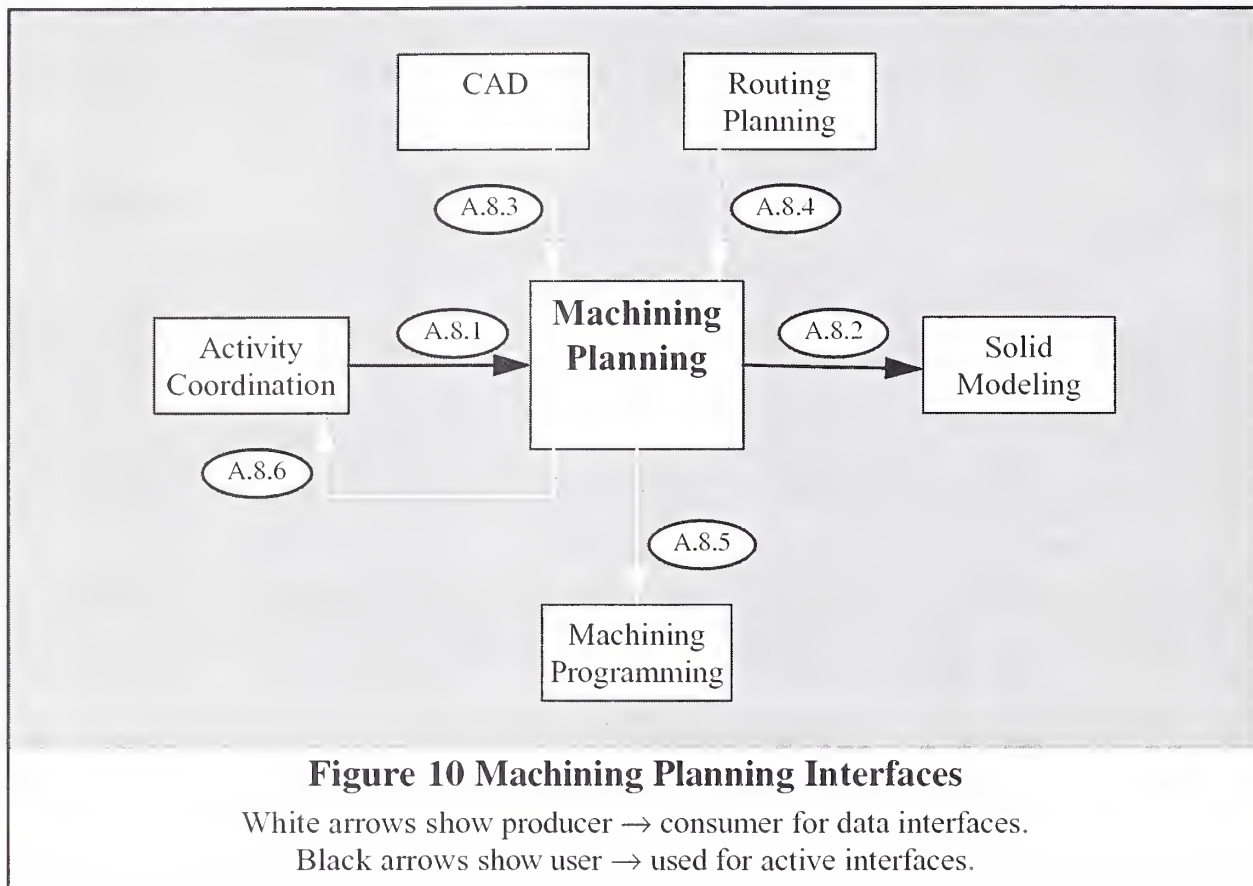 CAD
Routing
Planning
A.8.3
A.8.4
Machining
Planning
A.8.1
A.8.2
Activity
Coordination
Solid
Modeling
A.8.6
A.8.5
Machining
Programming
Figure 10 Machining Planning Interfaces
White arrows show producer → consumer for data interfaces.
Black arrows show user → used for active interfaces.